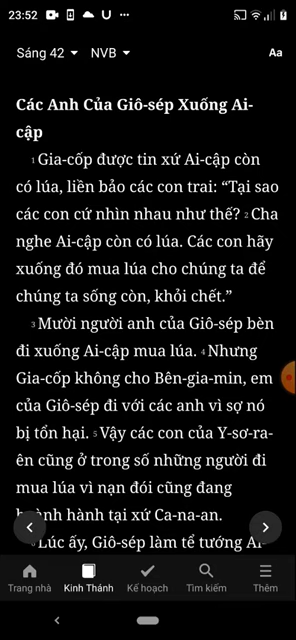 23:52
Sáng 42 NVB Aa
Các Anh Của Giô-sép Xuống Ai-
cập
1 Gia-cốp được tin xứ Ai-cập còn
có lúa, liền bảo các con trai: “Tại sao
các con cứ nhìn nhau như thế? 2 Cha
nghe Ai-cập còn có lúa. Các con hãy
xuống đó mua lúa cho chúng ta để
chúng ta sống còn, khỏi chết.”
3 Mười người anh của Giô-sép bèn
đi xuống Ai-cập mua lúa. 4 Nhưng
Gia-cốp không cho Bên-gia-min, em
của Giô-sép đi với các anh vì sợ nó
bị tổn hại. 5 Vậy các con của Y-sơ-ra-
ên cũng ở trong số những người đi
mua lúa vì nạn đói cũng đang
hoành hành tại xứ Ca-na-an.
Lúc ấy, Giô-sép làm tể tướng Ai-
Trang nhà Kinh Thánh Kế hoạch Tìm kiếm Thêm